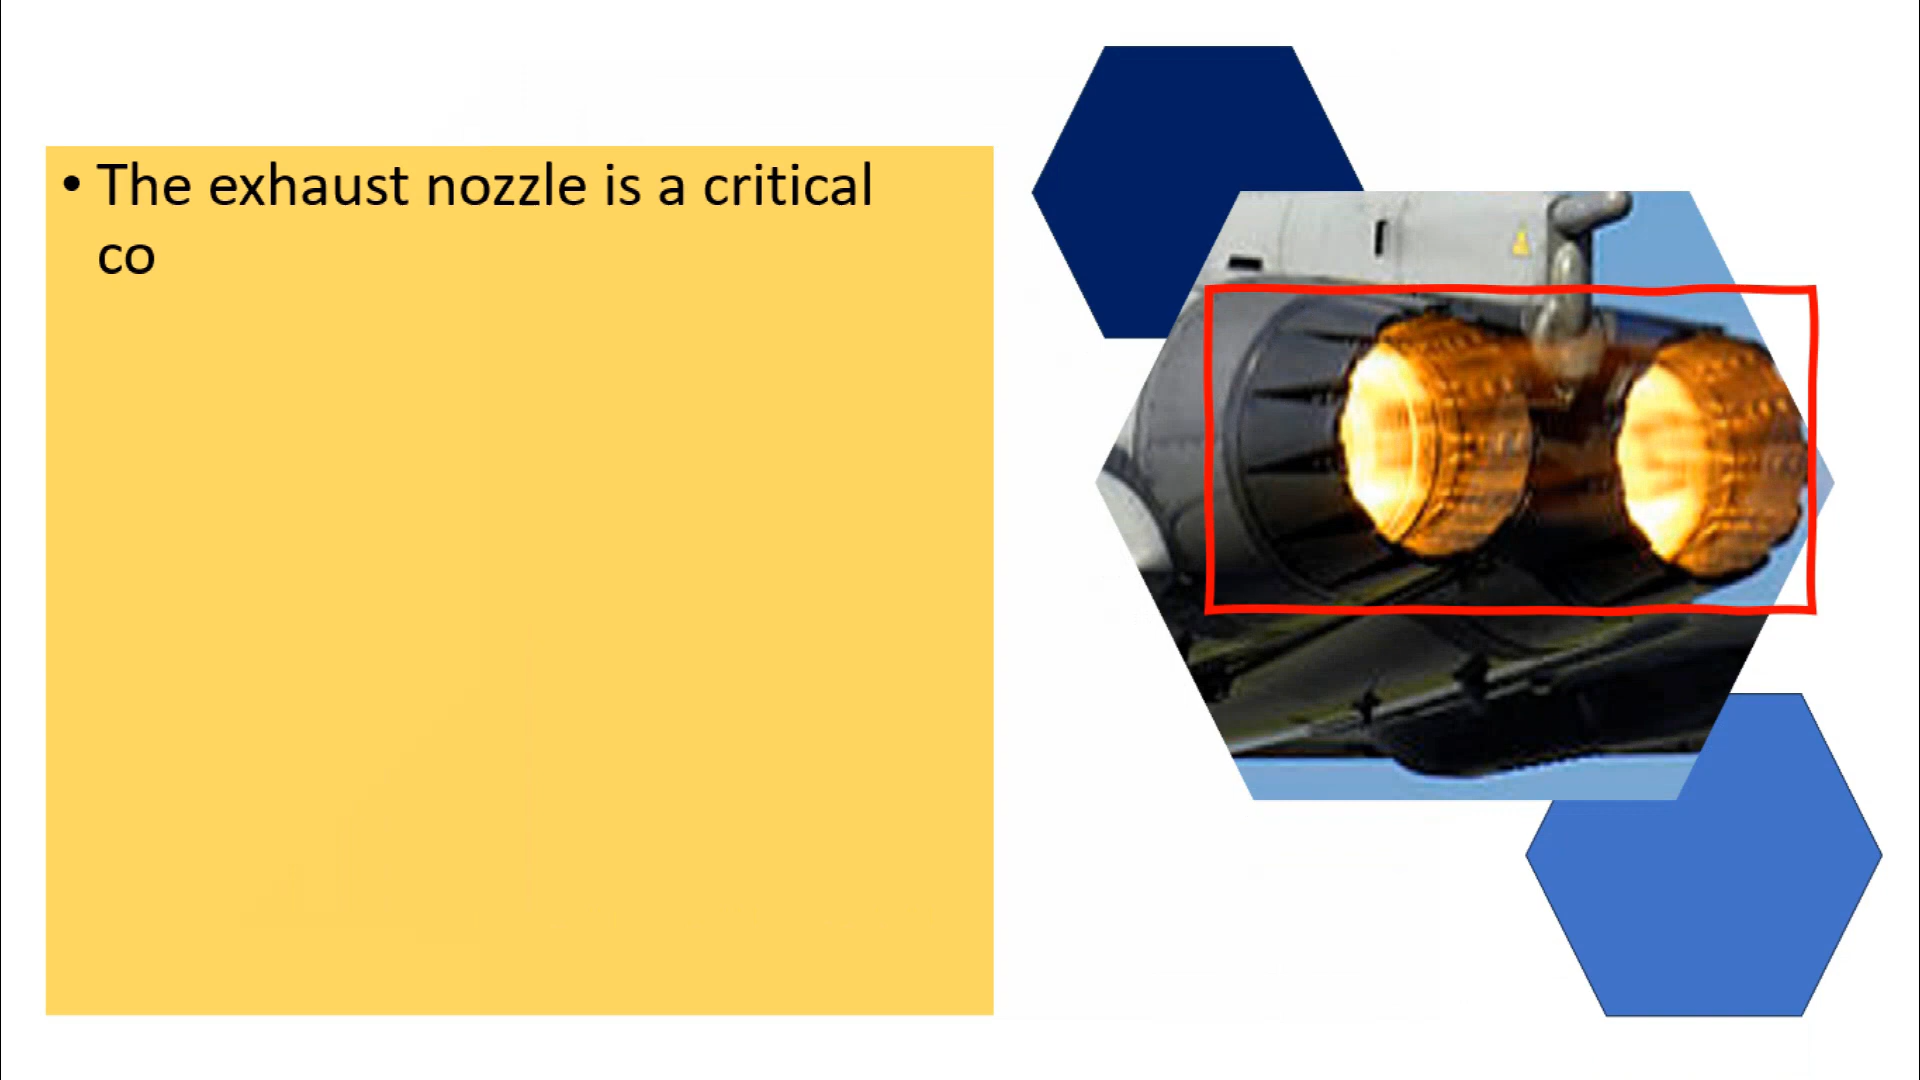 • The exhaust nozzle is a critical
co